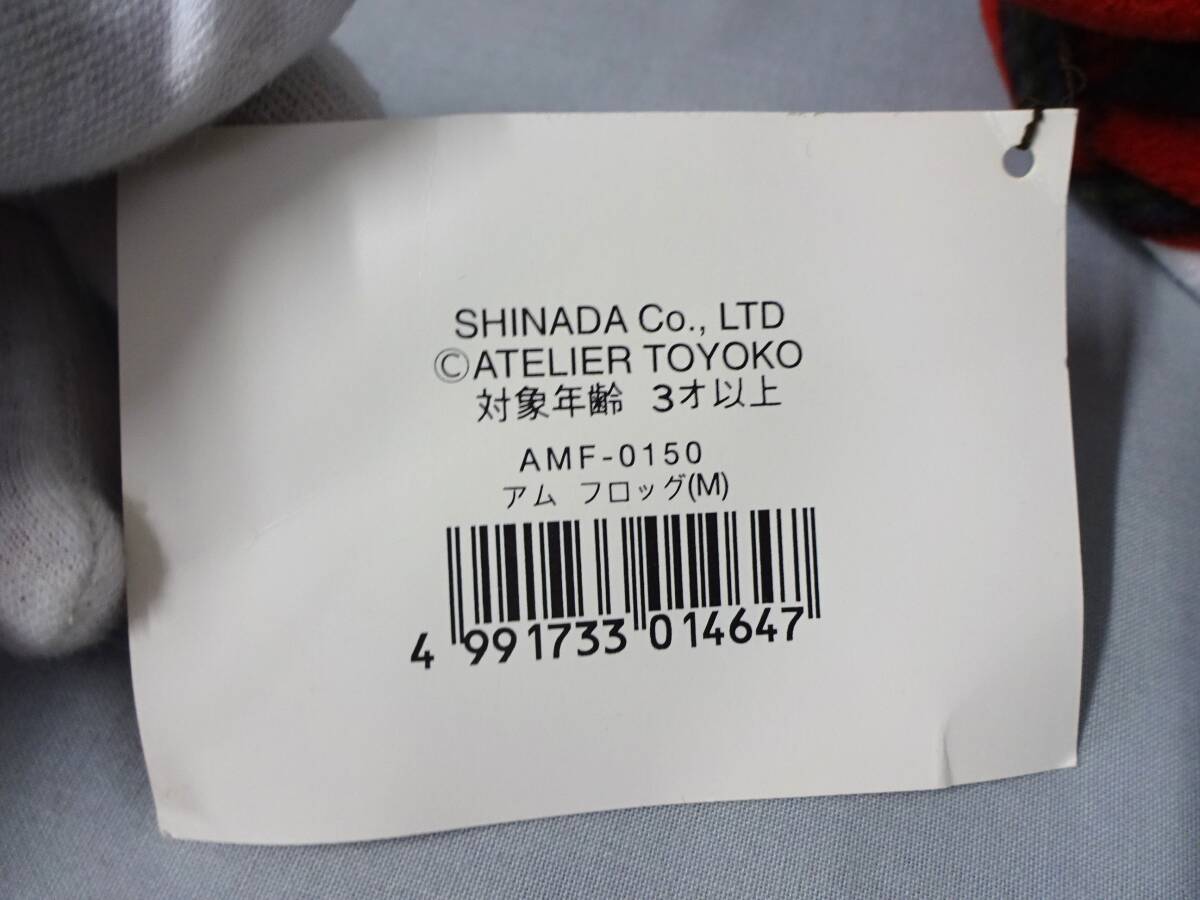 SHINADA Co., LTD
©ATELIER TOYOKO
対象年齢 3才以上
AMF-0150
アム フロッグ(M)
4 991733 014647